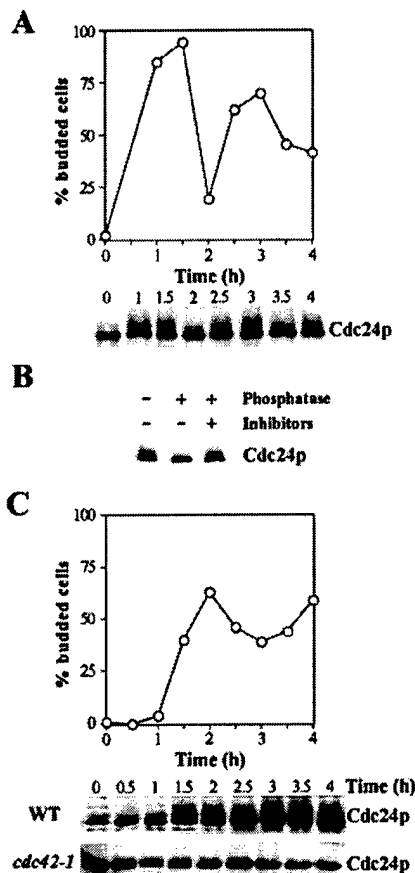 A
100
75
50
25
0
% budded cells
0 1 2 3 4
Time (h)
0 1 1.5 2 2.5 3 3.5 4
Cdc24p
B
- + + Phosphatase
- - + Inhibitors
Cdc24p
C
100
75
50
25
0
% budded cells
0 1 2 3 4
Time (h)
0 0.5 1 1.5 2 2.5 3 3.5 4 Time (h)
WT Cdc24p
cdc42-1 Cdc24p